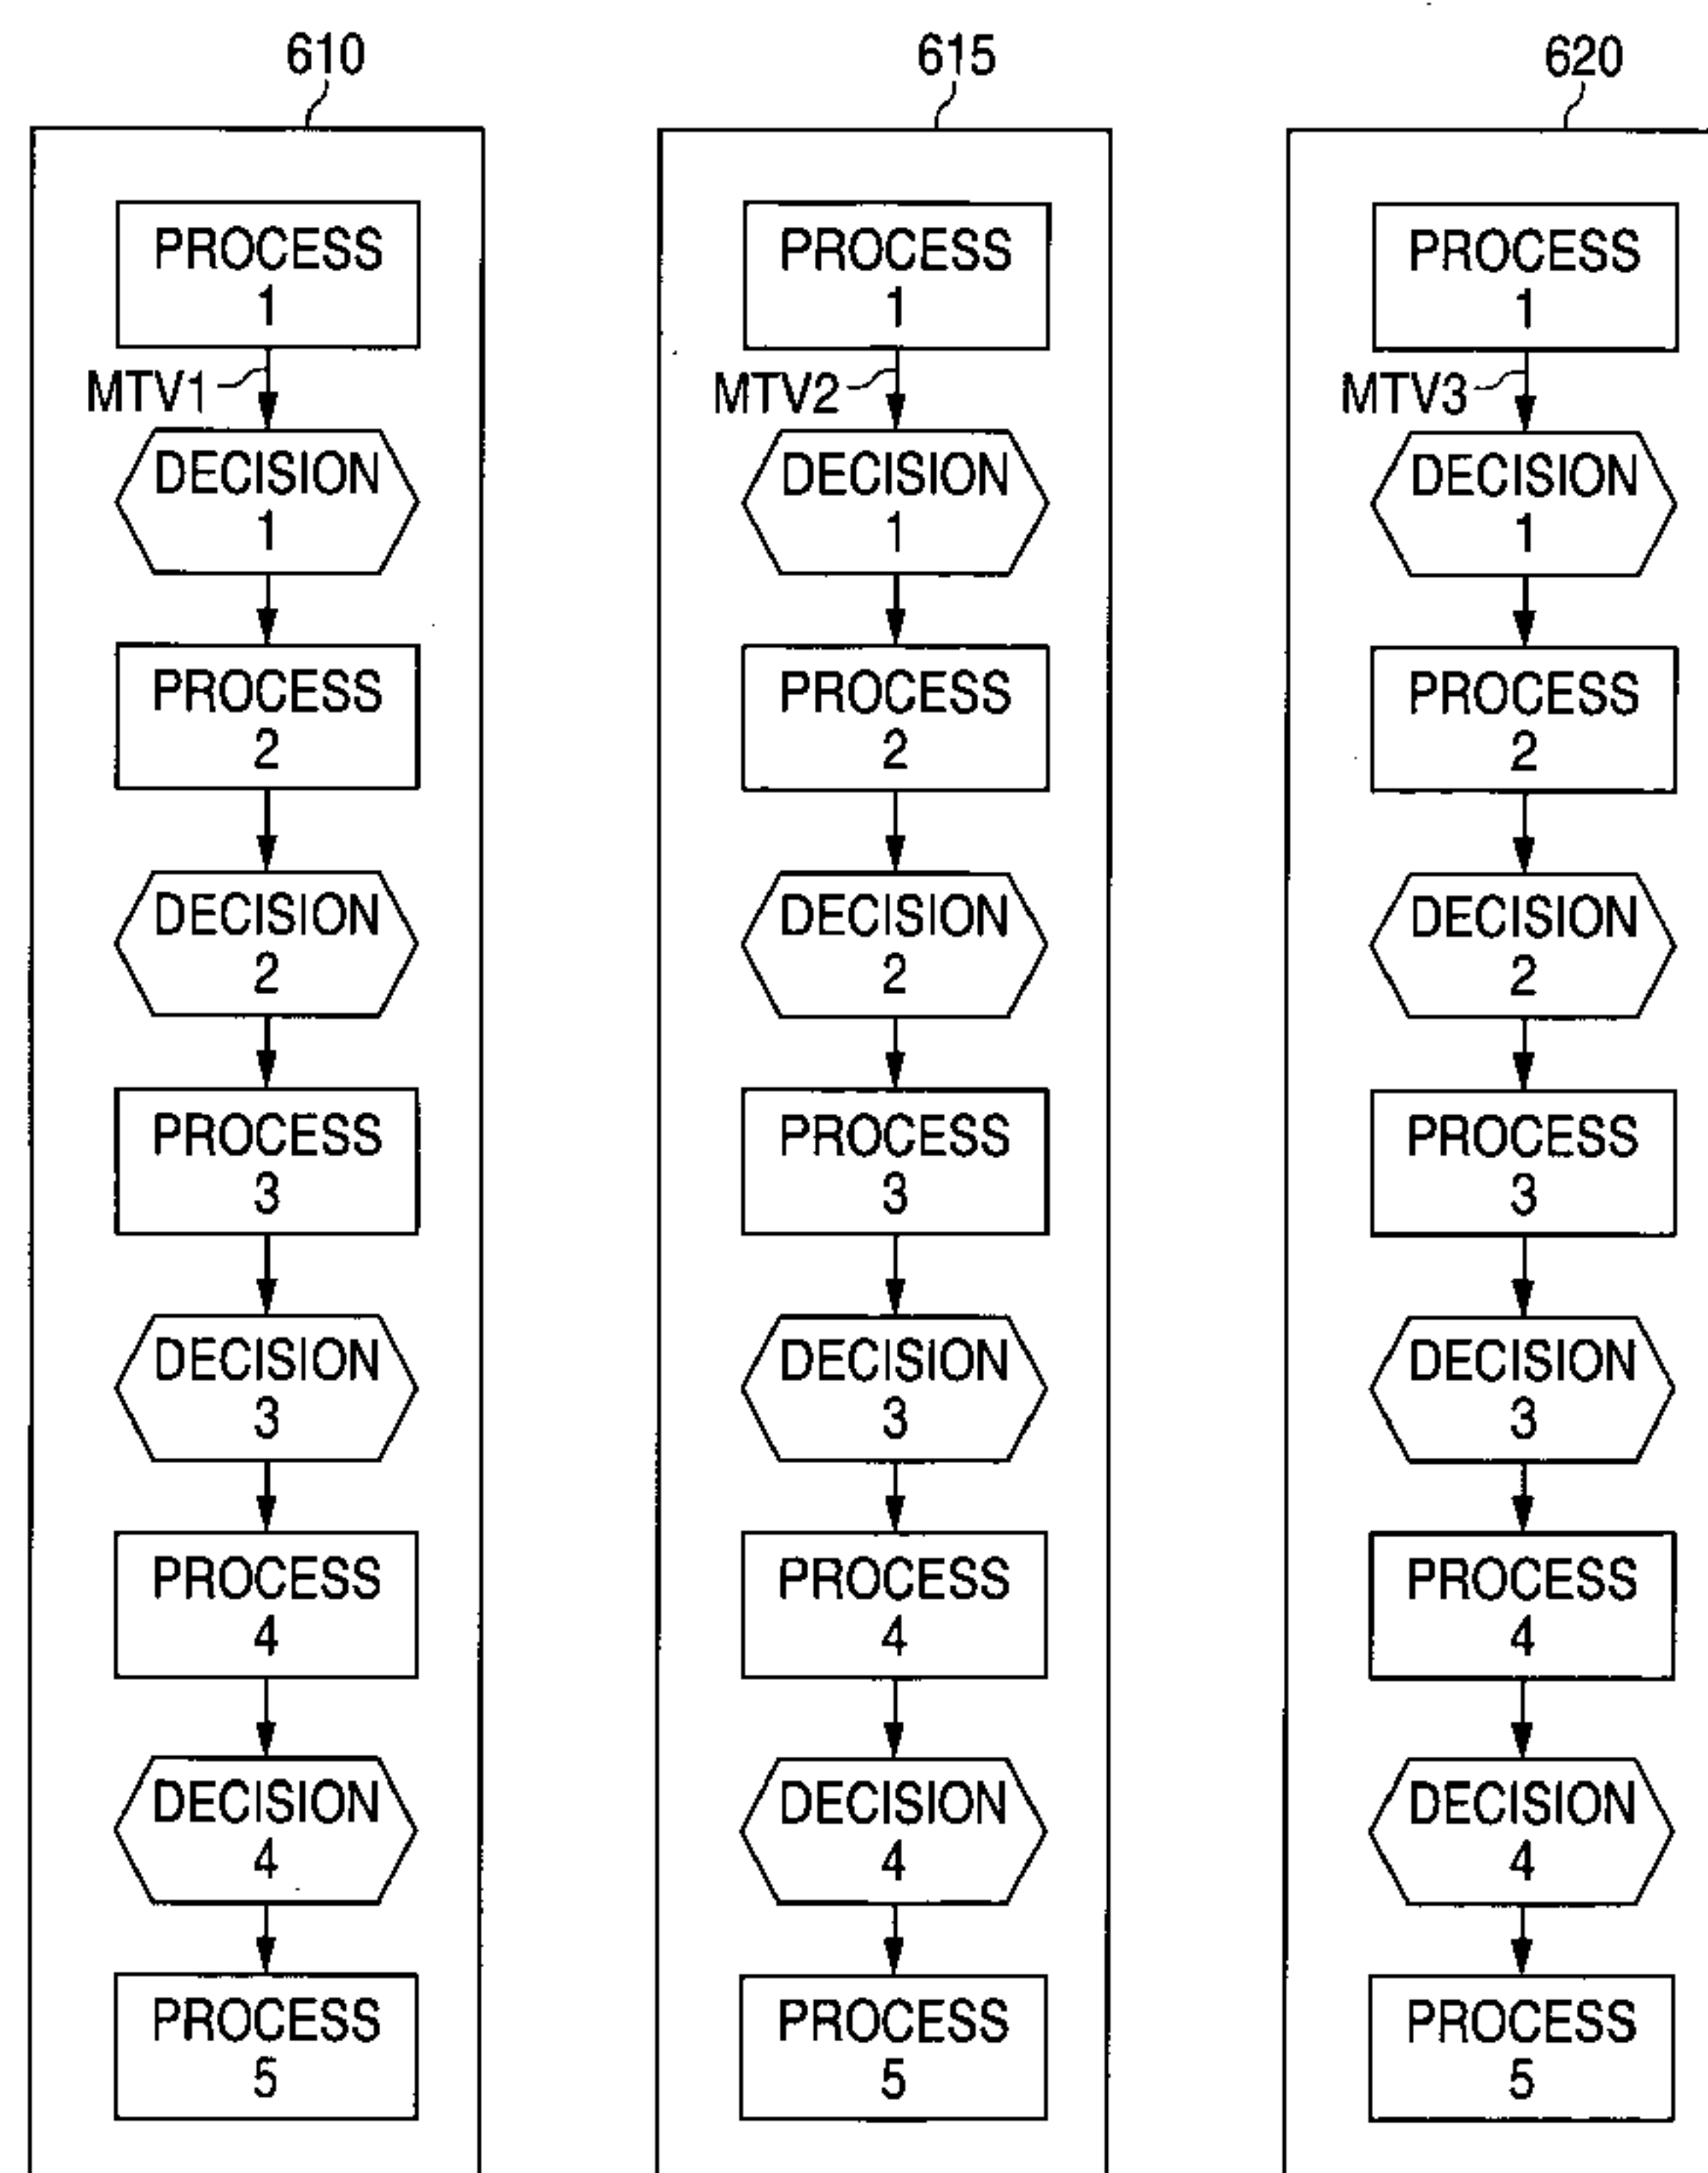 610
PROCESS
1
MTV1
DECISION
1
PROCESS
2
DECISION
2
PROCESS
3
DECISION
3
PROCESS
4
DECISION
4
PROCESS
5
615
PROCESS
1
MTV2
DECISION
1
PROCESS
2
DECISION
2
PROCESS
3
DECISION
3
PROCESS
4
DECISION
4
PROCESS
5
620
PROCESS
1
MTV3
DECISION
1
PROCESS
2
DECISION
2
PROCESS
3
DECISION
3
PROCESS
4
DECISION
4
PROCESS
5